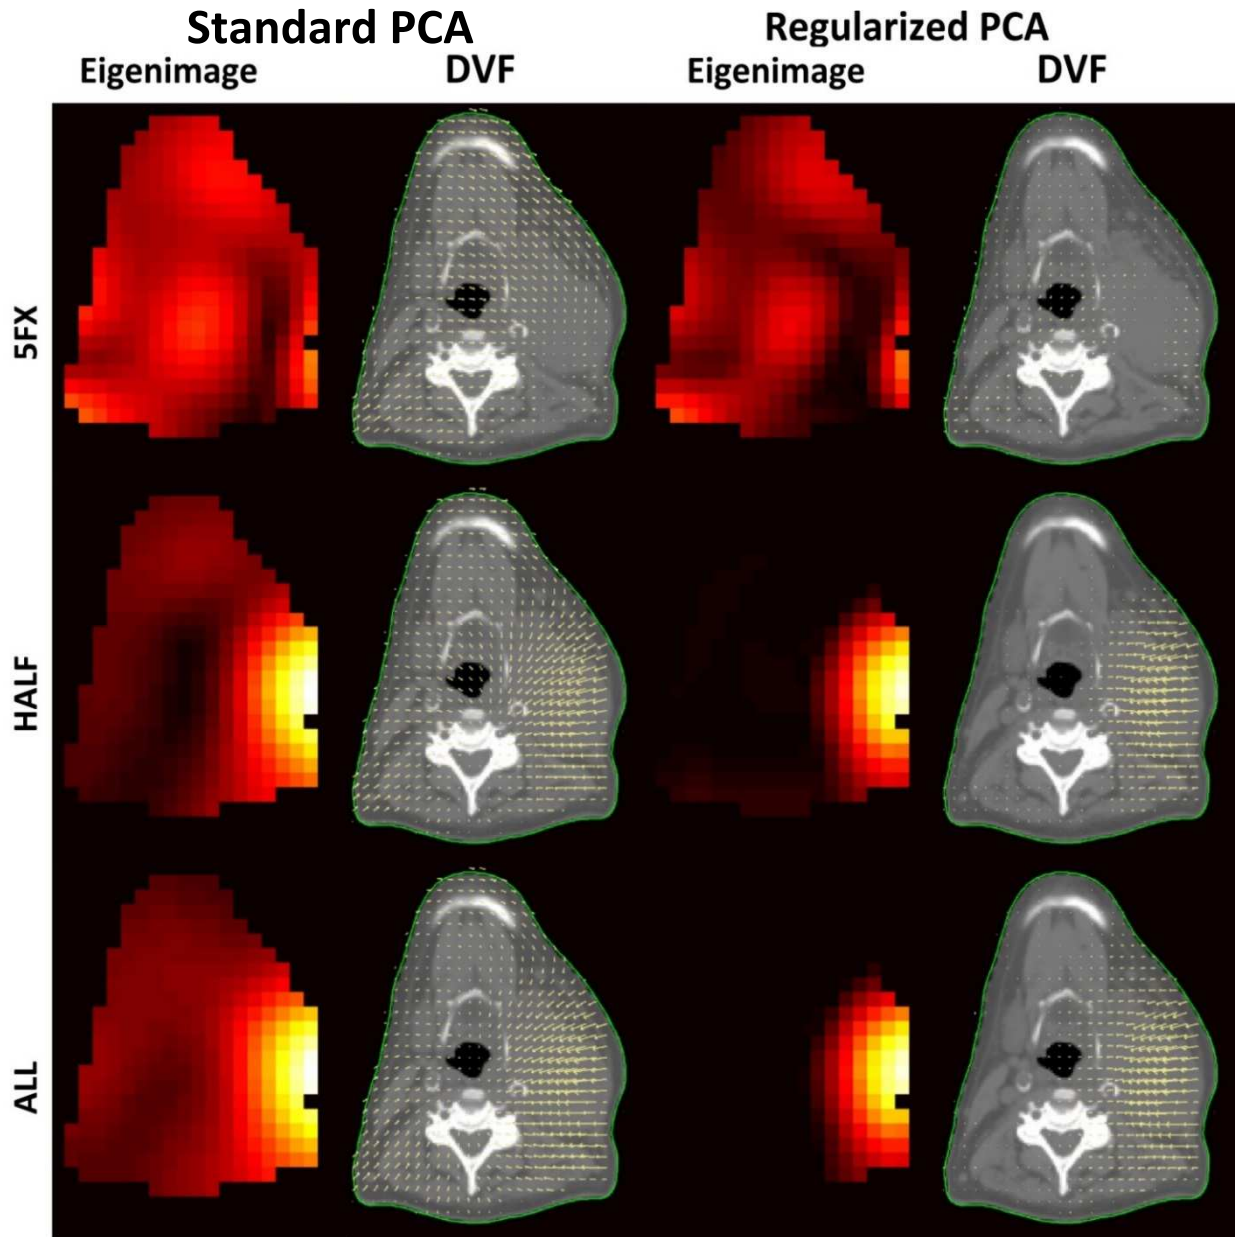 Standard PCA
Regularized PCA
Eigenimage
DVF
Eigenimage
DVF
5FX
HALF
ALL